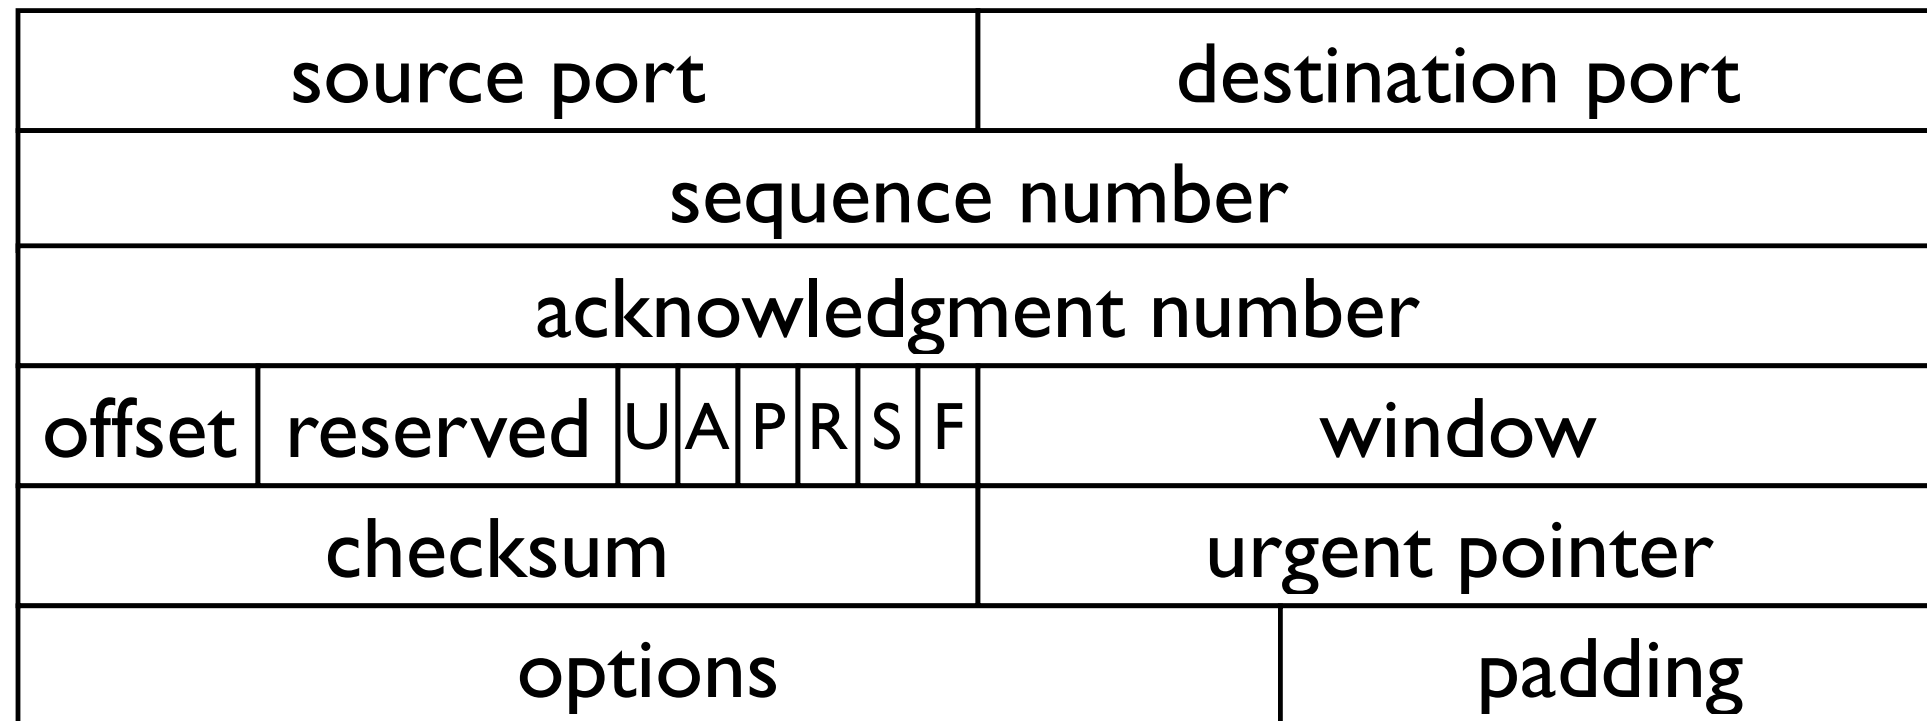 source port destination port
sequence number
acknowledgment number
offset reserved U A P R S F window
checksum urgent pointer
options padding